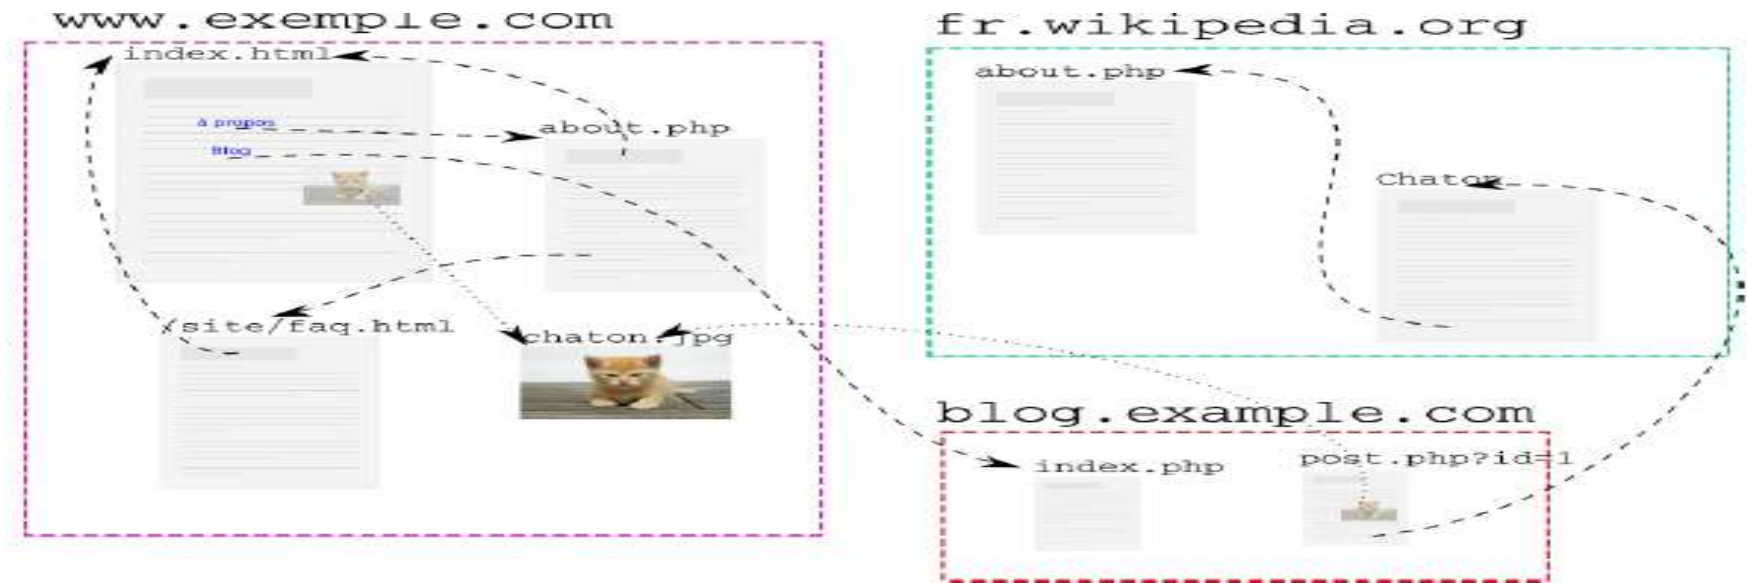 www.exemple.com
index.html
à propos
Blog
about.php
/site/faq.html
chaton.jpg
fr.wikipedia.org
about.php
Chaton
blog.example.com
index.php
post.php?id=1